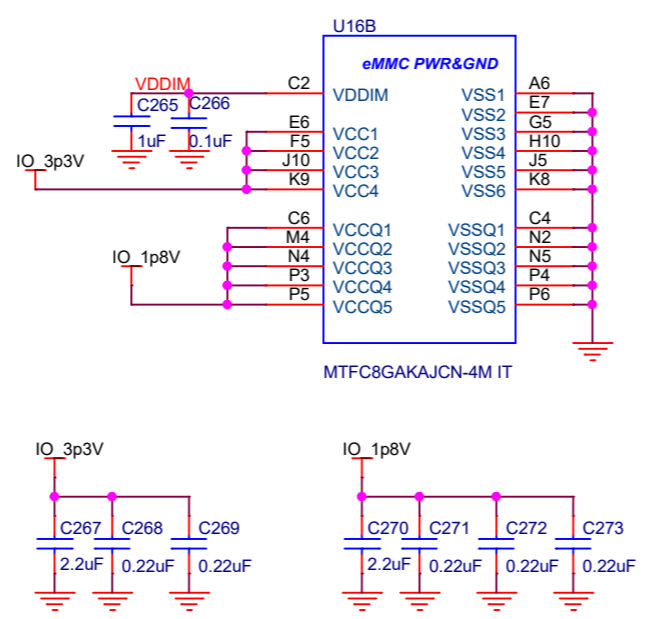 U16B
eMMC PWR&GND
VDDIM C2 VDDIM VSS1 A6
C265 C266 VSS2 E7
1uF 0.1uF E6 VCC1 VSS3 G5
F5 VCC2 VSS4 H10
IO_3p3V J10 VCC3 VSS5 J5
K9 VCC4 VSS6 K8
C6 VCCQ1 VSSQ1 C4
M4 VCCQ2 VSSQ2 N2
IO_1p8V N4 VCCQ3 VSSQ3 N5
P3 VCCQ4 VSSQ4 P4
P5 VCCQ5 VSSQ5 P6
MTFC8GAKAJCN-4M IT
IO_3p3V IO_1p8V
C267 C268 C269 C270 C271 C272 C273
2.2uF 0.22uF 0.22uF 2.2uF 0.22uF 0.22uF 0.22uF